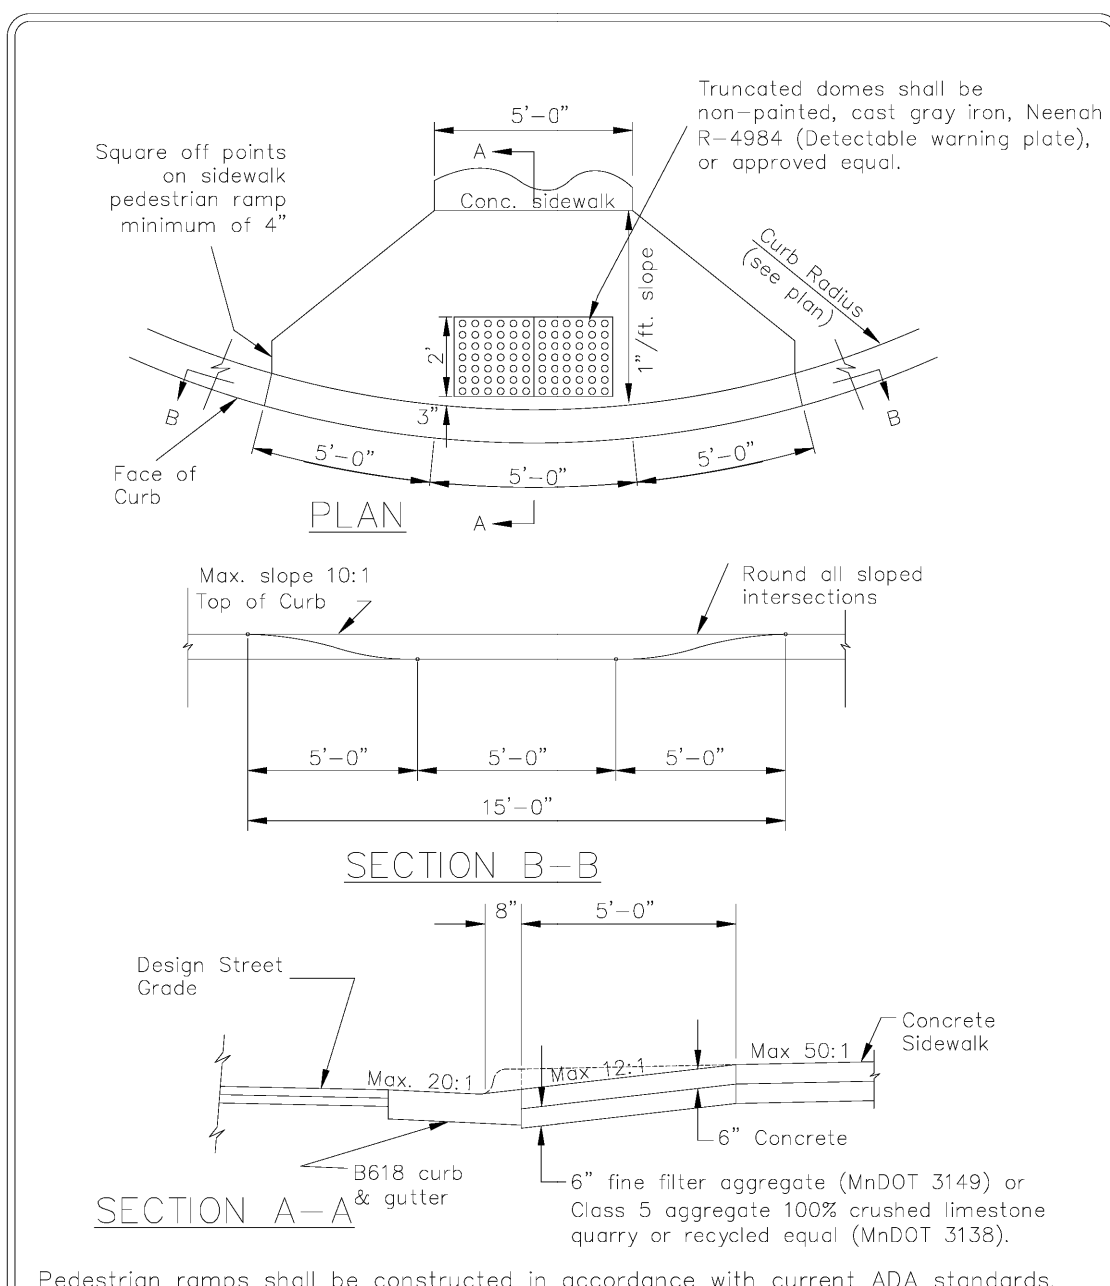 5'-0"
Truncated domes shall be
non-painted, cast gray iron, Neenah
R-4984 (Detectable warning plate),
or approved equal.
A
Square off points
on sidewalk
pedestrian ramp
minimum of 4"
Conc. sidewalk
Curb Radius
(see plan)
1"/ft. slope
2'
3"
B
B
Face of
Curb
5'-0"
5'-0"
5'-0"
PLAN
A
Max. slope 10:1
Top of Curb
Round all sloped
intersections
5'-0"
5'-0"
5'-0"
15'-0"
SECTION B-B
8"
5'-0"
Design Street
Grade
Concrete
Sidewalk
Max. 20:1
Max 12:1
Max 50:1
6" Concrete
B618 curb
& gutter
6" fine filter aggregate (MnDOT 3149) or
Class 5 aggregate 100% crushed limestone
quarry or recycled equal (MnDOT 3138).
SECTION A-A
Pedestrian ramps shall be constructed in accordance with current ADA standards.